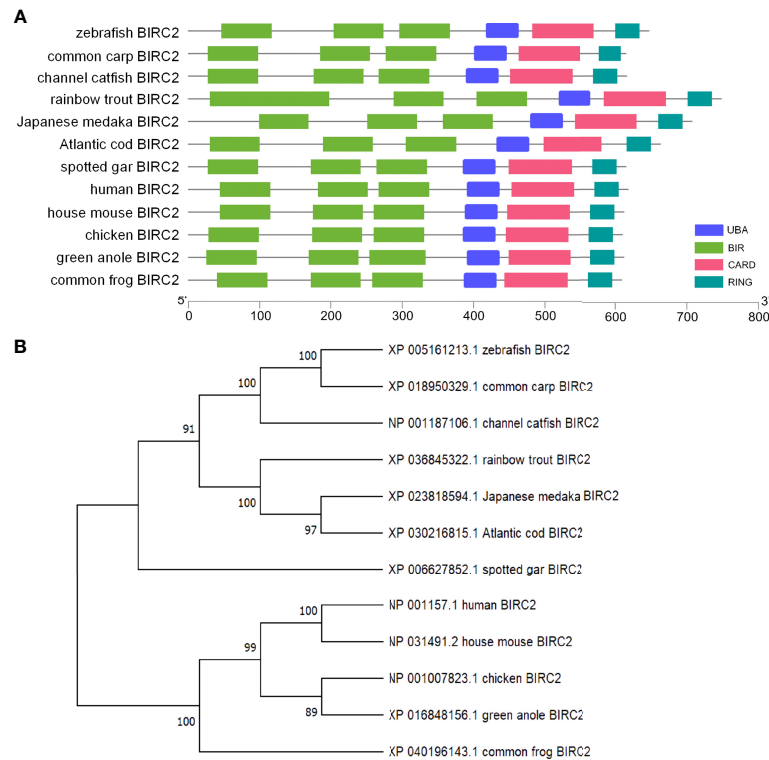 A
zebrafish BIRC2
common carp BIRC2
channel catfish BIRC2
rainbow trout BIRC2
Japanese medaka BIRC2
Atlantic cod BIRC2
spotted gar BIRC2
human BIRC2
house mouse BIRC2
chicken BIRC2
green anole BIRC2
common frog BIRC2
UBA
BIR
CARD
RING
5'
3'
0 100 200 300 400 500 600 700 800
B
XP 005161213.1 zebrafish BIRC2
XP 018950329.1 common carp BIRC2
NP 001187106.1 channel catfish BIRC2
XP 036845322.1 rainbow trout BIRC2
XP 023818594.1 Japanese medaka BIRC2
XP 030216815.1 Atlantic cod BIRC2
XP 006627852.1 spotted gar BIRC2
NP 001157.1 human BIRC2
NP 031491.2 house mouse BIRC2
NP 001007823.1 chicken BIRC2
XP 016848156.1 green anole BIRC2
XP 040196143.1 common frog BIRC2
100
100
91
100
97
100
99
89
100